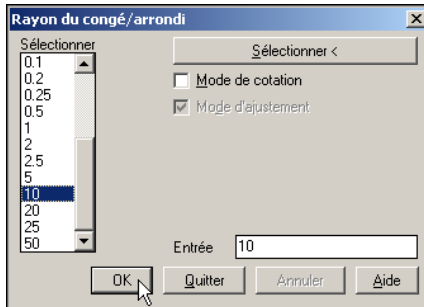 Rayon du congé/arrondi
Sélectionner
0.1
0.2
0.25
0.5
1
2
2.5
5
10
20
25
50
Sélectionner <
Mode de cotation
Mode d'ajustement
Entrée
10
OK
Quitter
Annuler
Aide